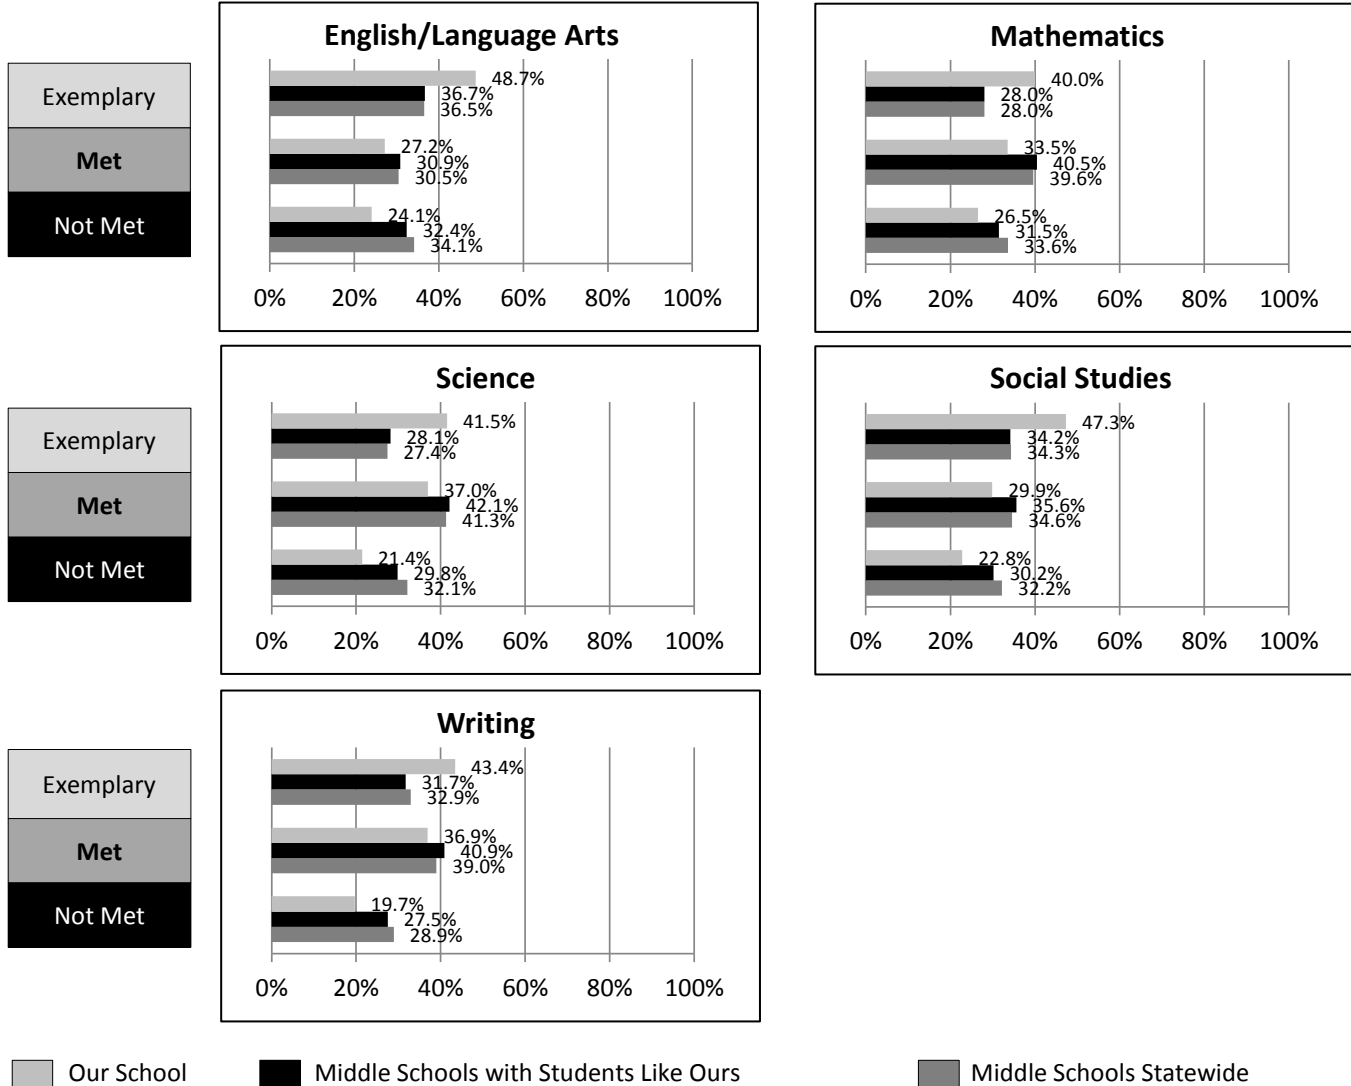 English/Language Arts
Exemplary
Met
Not Met
48.7%
36.7%
36.5%
27.2%
30.9%
30.5%
24.1%
32.4%
34.1%
0% 20% 40% 60% 80% 100%
Mathematics
40.0%
28.0%
28.0%
33.5%
40.5%
39.6%
26.5%
31.5%
33.6%
0% 20% 40% 60% 80% 100%
Science
Exemplary
Met
Not Met
41.5%
28.1%
27.4%
37.0%
42.1%
41.3%
21.4%
29.8%
32.1%
0% 20% 40% 60% 80% 100%
Social Studies
47.3%
34.2%
34.3%
29.9%
35.6%
34.6%
22.8%
30.2%
32.2%
0% 20% 40% 60% 80% 100%
Writing
Exemplary
Met
Not Met
43.4%
31.7%
32.9%
36.9%
40.9%
39.0%
19.7%
27.5%
28.9%
0% 20% 40% 60% 80% 100%
Our School Middle Schools with Students Like Ours Middle Schools Statewide